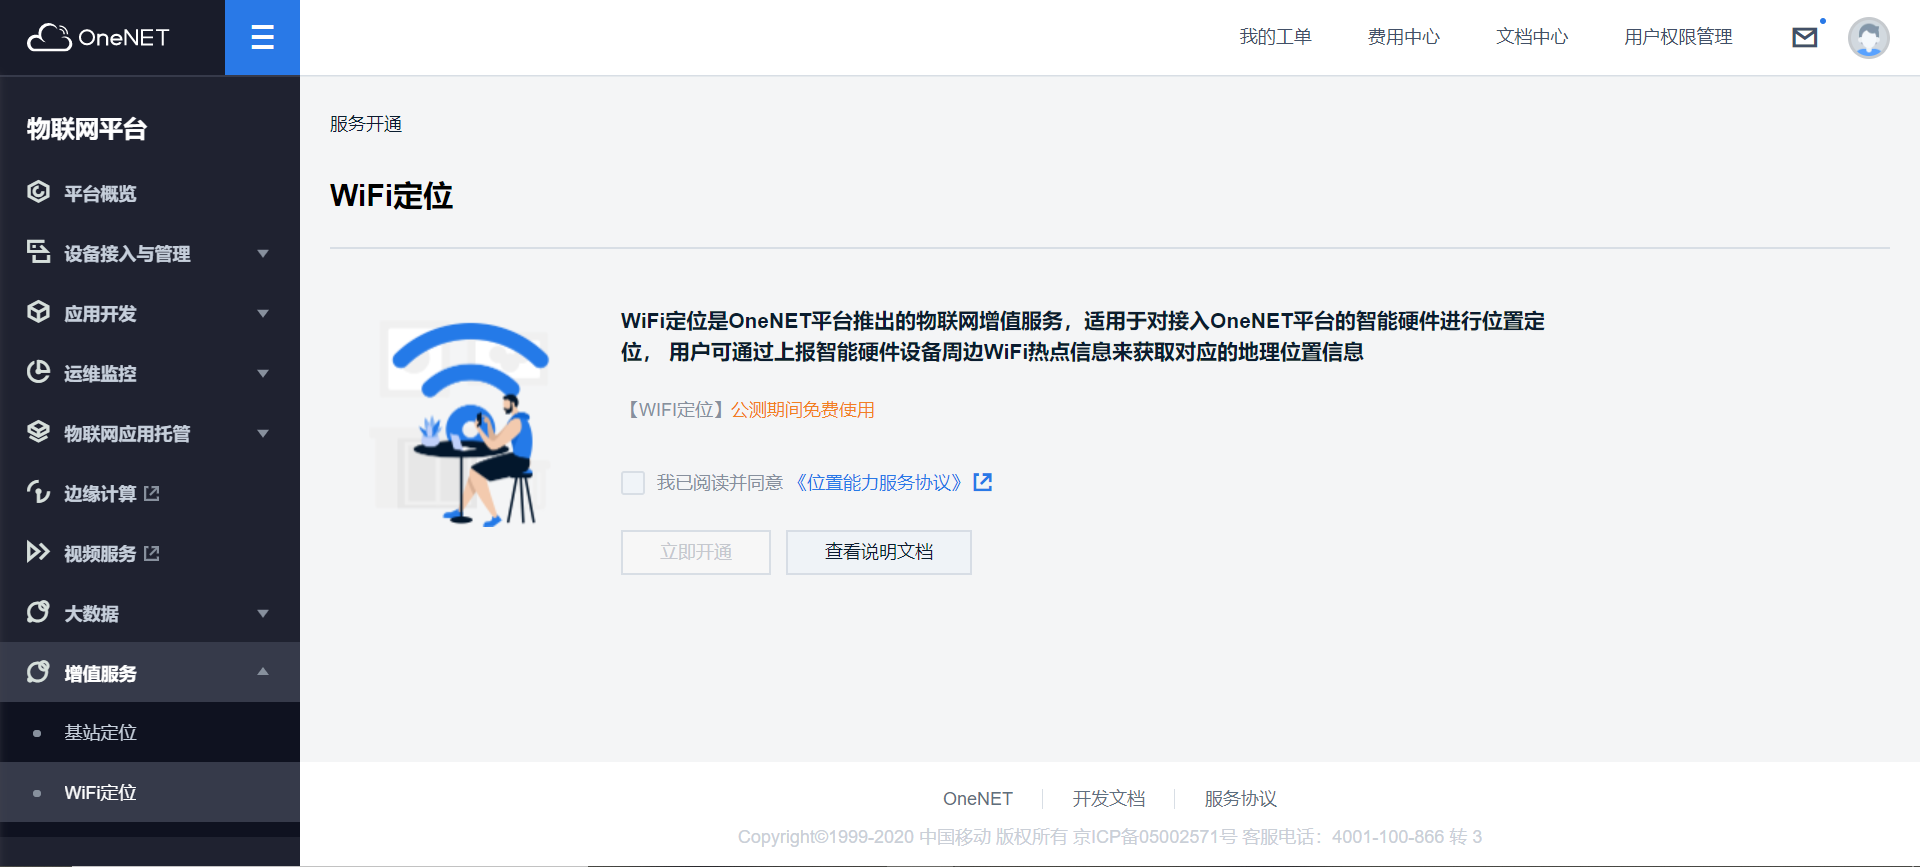 OneNET
我的工单
费用中心
文档中心
用户权限管理
物联网平台
平台概览
设备接入与管理
应用开发
运维监控
物联网应用托管
边缘计算
视频服务
大数据
增值服务
基站定位
WiFi定位
服务开通
WiFi定位
WiFi定位是OneNET平台推出的物联网增值服务，适用于对接入OneNET平台的智能硬件进行位置定
位， 用户可通过上报智能硬件设备周边WiFi热点信息来获取对应的地理位置信息
【WIFI定位】公测期间免费使用
我已阅读并同意 《位置能力服务协议》
立即开通
查看说明文档
OneNET
开发文档
服务协议
Copyright©1999-2020 中国移动 版权所有 京ICP备05002571号 客服电话：4001-100-866 转 3